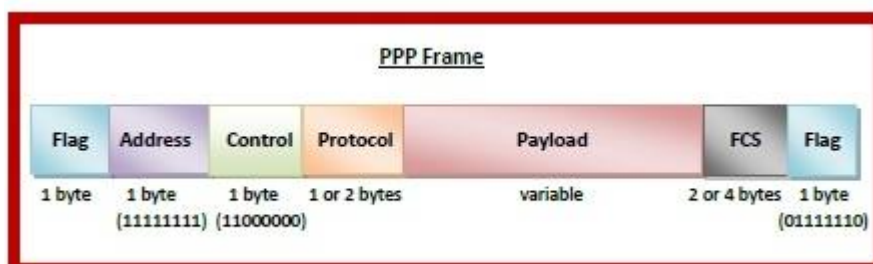 PPP Frame
Flag Address Control Protocol Payload FCS Flag
1 byte 1 byte 1 byte 1 or 2 bytes variable 2 or 4 bytes 1 byte
(11111111) (11000000) (01111110)